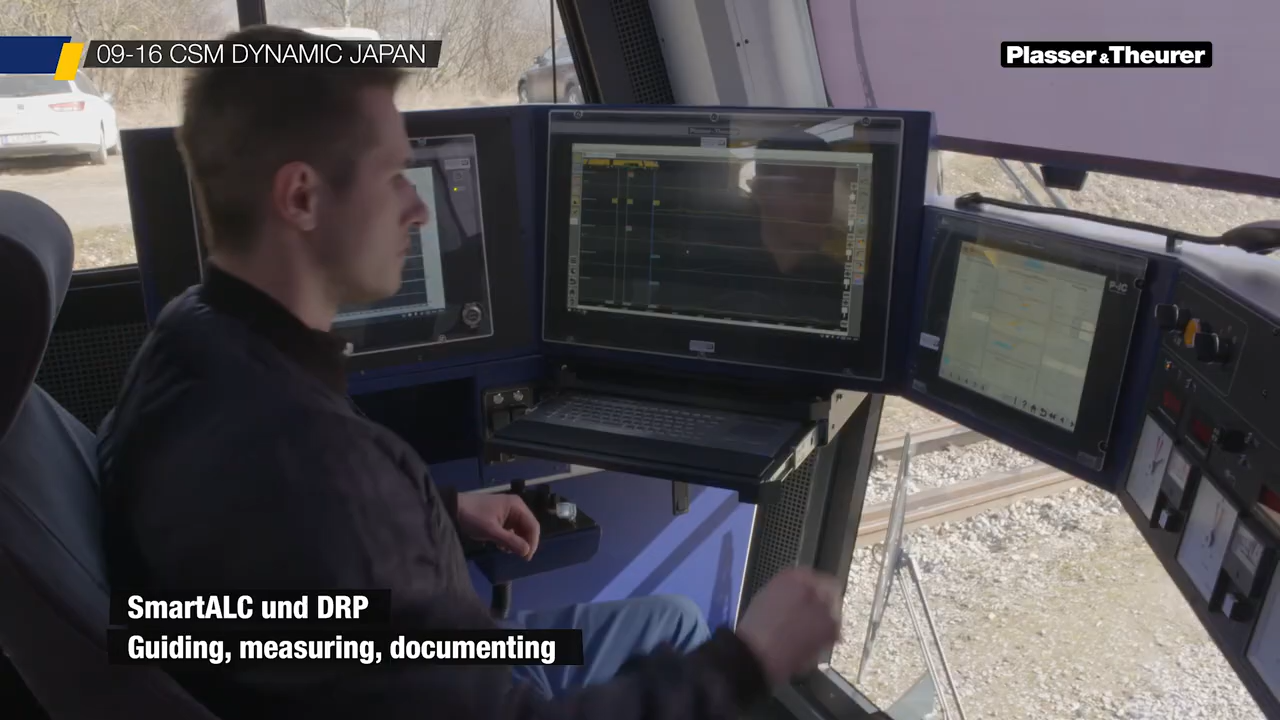 09-16 CSM DYNAMIC JAPAN
Plasser & Theurer
SmartALC und DRP
Guiding, measuring, documenting